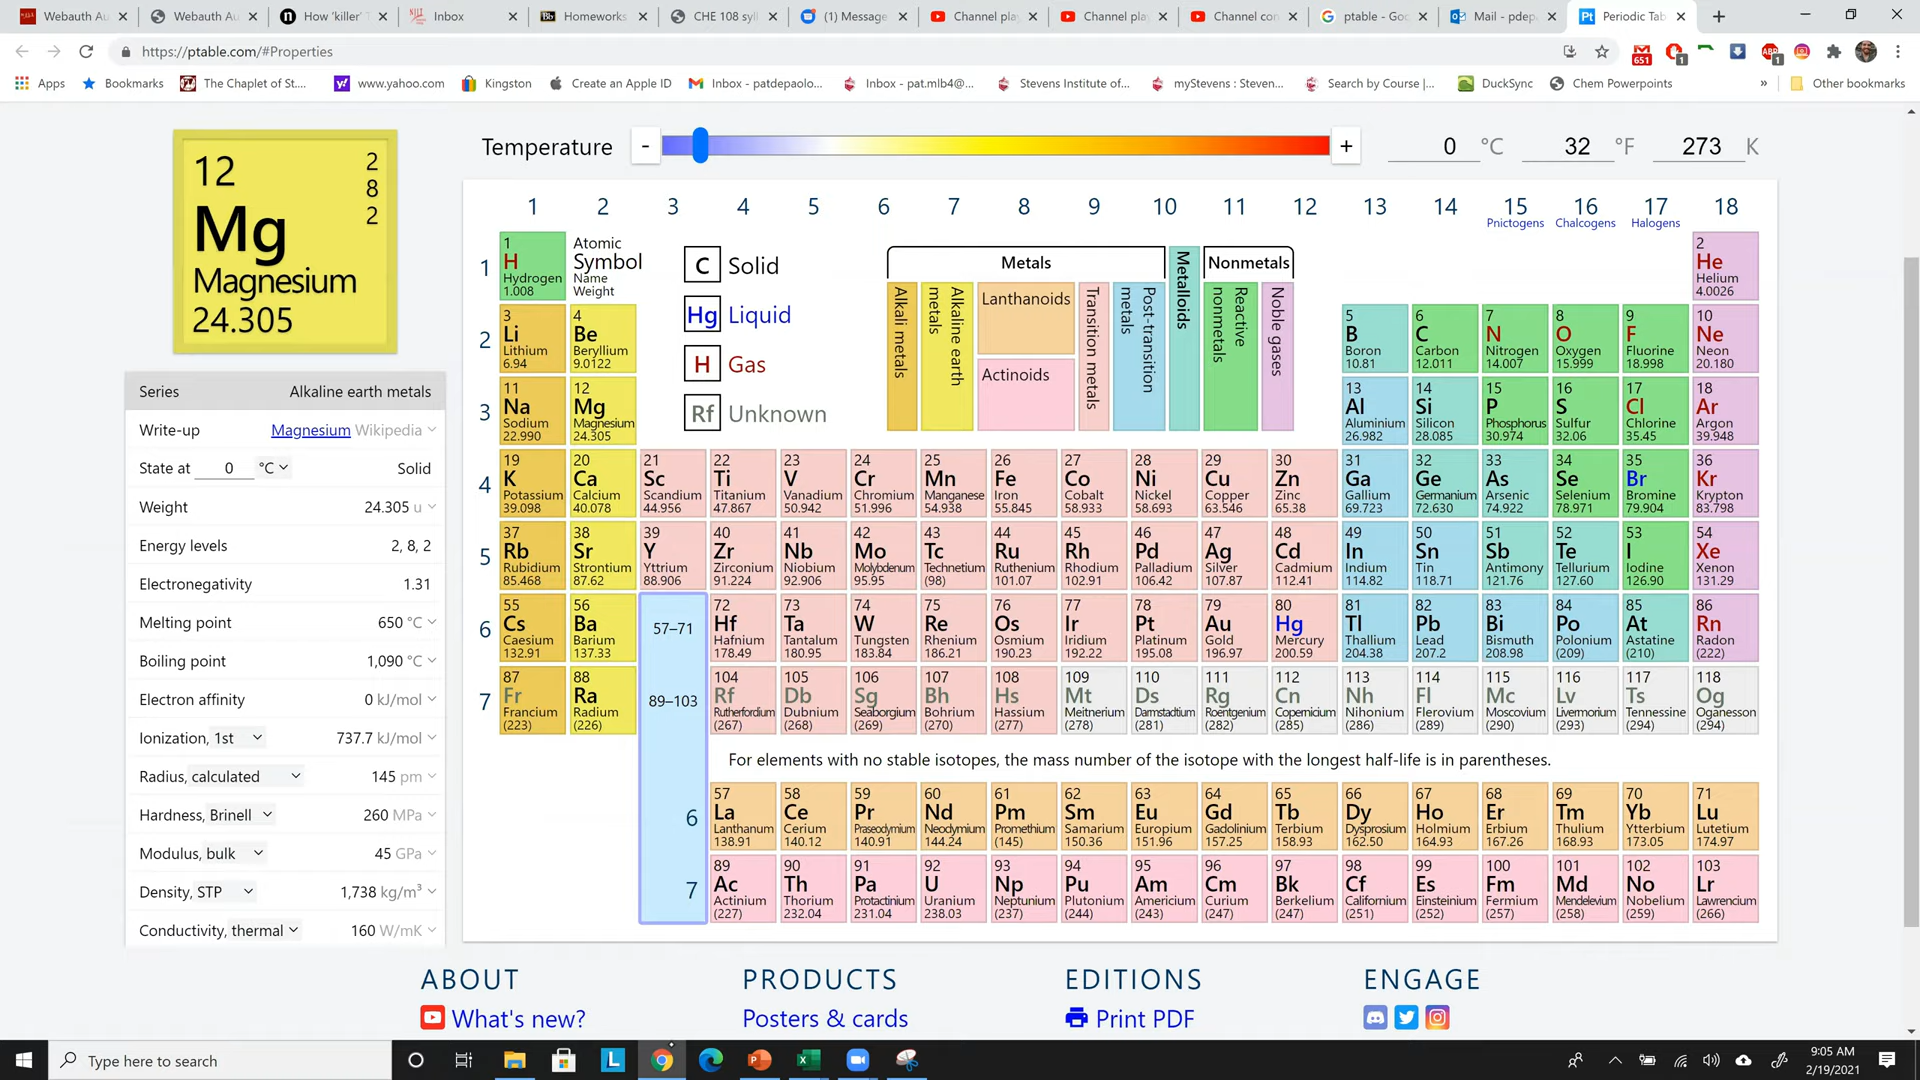 Webauth Au
Webauth Au
How 'killer' T
Inbox
Homeworks
CHE 108 syll
(1) Message
Channel pla
Channel pla
Channel con
ptable - Goo
Mail - pdep
Periodic Tab
https://ptable.com/#Properties
651
1
1
Apps
Bookmarks
The Chaplet of St....
www.yahoo.com
Kingston
Create an Apple ID
Inbox - patdepaolo...
Inbox - pat.mlb4@...
Stevens Institute of...
myStevens : Steven...
Search by Course |...
DuckSync
Chem Powerpoints
»
Other bookmarks
12
2
8
2
Mg
Magnesium
24.305
Temperature - + 0 °C 32 °F 273 K
Series Alkaline earth metals
Write-up Magnesium Wikipedia
State at 0 °C Solid
Weight 24.305 u
Energy levels 2, 8, 2
Electronegativity 1.31
Melting point 650 °C
Boiling point 1,090 °C
Electron affinity 0 kJ/mol
Ionization, 1st 737.7 kJ/mol
Radius, calculated 145 pm
Hardness, Brinell 260 MPa
Modulus, bulk 45 GPa
Density, STP 1,738 kg/m³
Conductivity, thermal 160 W/mK
1 2 3 4 5 6 7 8 9 10 11 12 13 14 15 16 17 18
Pnictogens Chalcogens Halogens
Atomic
Symbol
Name
Weight
C Solid
Hg Liquid
H Gas
Rf Unknown
Metals
Metalloids
Nonmetals
Alkali metals
Alkaline earth metals
Lanthanoids
Actinoids
Transition metals
Post-transition metals
Reactive nonmetals
Noble gases
1
1 2
H He
Hydrogen Helium
1.008 4.0026
2
3 4 5 6 7 8 9 10
Li Be B C N O F Ne
Lithium Beryllium Boron Carbon Nitrogen Oxygen Fluorine Neon
6.94 9.0122 10.81 12.011 14.007 15.999 18.998 20.180
3
11 12 13 14 15 16 17 18
Na Mg Al Si P S Cl Ar
Sodium Magnesium Aluminium Silicon Phosphorus Sulfur Chlorine Argon
22.990 24.305 26.982 28.085 30.974 32.06 35.45 39.948
4
19 20 21 22 23 24 25 26 27 28 29 30 31 32 33 34 35 36
K Ca Sc Ti V Cr Mn Fe Co Ni Cu Zn Ga Ge As Se Br Kr
Potassium Calcium Scandium Titanium Vanadium Chromium Manganese Iron Cobalt Nickel Copper Zinc Gallium Germanium Arsenic Selenium Bromine Krypton
39.098 40.078 44.956 47.867 50.942 51.996 54.938 55.845 58.933 58.693 63.546 65.38 69.723 72.630 74.922 78.971 79.904 83.798
5
37 38 39 40 41 42 43 44 45 46 47 48 49 50 51 52 53 54
Rb Sr Y Zr Nb Mo Tc Ru Rh Pd Ag Cd In Sn Sb Te I Xe
Rubidium Strontium Yttrium Zirconium Niobium Molybdenum Technetium Ruthenium Rhodium Palladium Silver Cadmium Indium Tin Antimony Tellurium Iodine Xenon
85.468 87.62 88.906 91.224 92.906 95.95 (98) 101.07 102.91 106.42 107.87 112.41 114.82 118.71 121.76 127.60 126.90 131.29
6
55 56 57–71 72 73 74 75 76 77 78 79 80 81 82 83 84 85 86
Cs Ba Hf Ta W Re Os Ir Pt Au Hg Tl Pb Bi Po At Rn
Caesium Barium Hafnium Tantalum Tungsten Rhenium Osmium Iridium Platinum Gold Mercury Thallium Lead Bismuth Polonium Astatine Radon
132.91 137.33 178.49 180.95 183.84 186.21 190.23 192.22 195.08 196.97 200.59 204.38 207.2 208.98 (209) (210) (222)
7
87 88 89–103 104 105 106 107 108 109 110 111 112 113 114 115 116 117 118
Fr Ra Rf Db Sg Bh Hs Mt Ds Rg Cn Nh Fl Mc Lv Ts Og
Francium Radium Rutherfordium Dubnium Seaborgium Bohrium Hassium Meitnerium Darmstadtium Roentgenium Copernicium Nihonium Flerovium Moscovium Livermorium Tennessine Oganesson
(223) (226) (267) (268) (269) (270) (277) (278) (281) (282) (285) (286) (289) (290) (293) (294) (294)
For elements with no stable isotopes, the mass number of the isotope with the longest half-life is in parentheses.
6
57 58 59 60 61 62 63 64 65 66 67 68 69 70 71
La Ce Pr Nd Pm Sm Eu Gd Tb Dy Ho Er Tm Yb Lu
Lanthanum Cerium Praseodymium Neodymium Promethium Samarium Europium Gadolinium Terbium Dysprosium Holmium Erbium Thulium Ytterbium Lutetium
138.91 140.12 140.91 144.24 (145) 150.36 151.96 157.25 158.93 162.50 164.93 167.26 168.93 173.05 174.97
7
89 90 91 92 93 94 95 96 97 98 99 100 101 102 103
Ac Th Pa U Np Pu Am Cm Bk Cf Es Fm Md No Lr
Actinium Thorium Protactinium Uranium Neptunium Plutonium Americium Curium Berkelium Californium Einsteinium Fermium Mendelevium Nobelium Lawrencium
(227) 232.04 231.04 238.03 (237) (244) (243) (247) (247) (251) (252) (257) (258) (259) (266)
ABOUT PRODUCTS EDITIONS ENGAGE
What's new? Posters & cards Print PDF
Type here to search
9:05 AM
2/19/2021